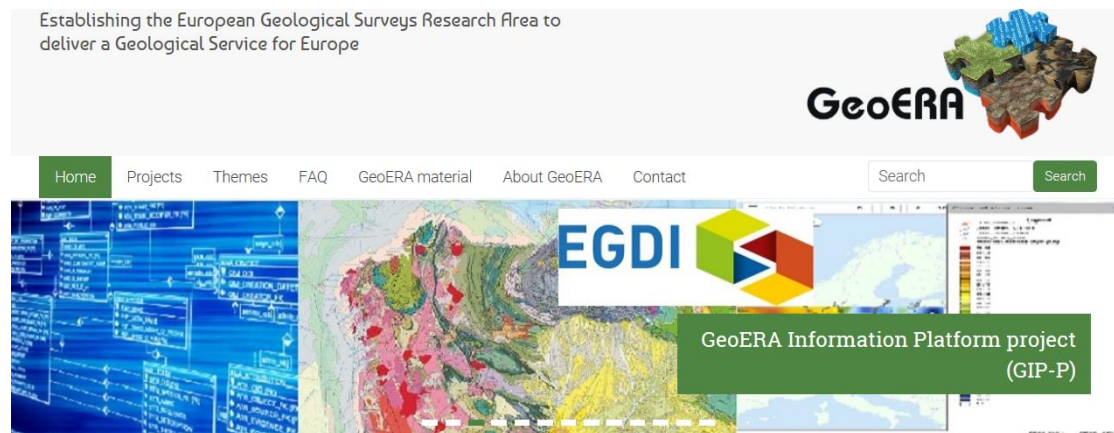 Establishing the European Geological Surveys Research Area to
deliver a Geological Service for Europe
GeoERA
Home Projects Themes FAQ GeoERA material About GeoERA Contact Search Search
EGDI
GeoERA Information Platform project
(GIP-P)